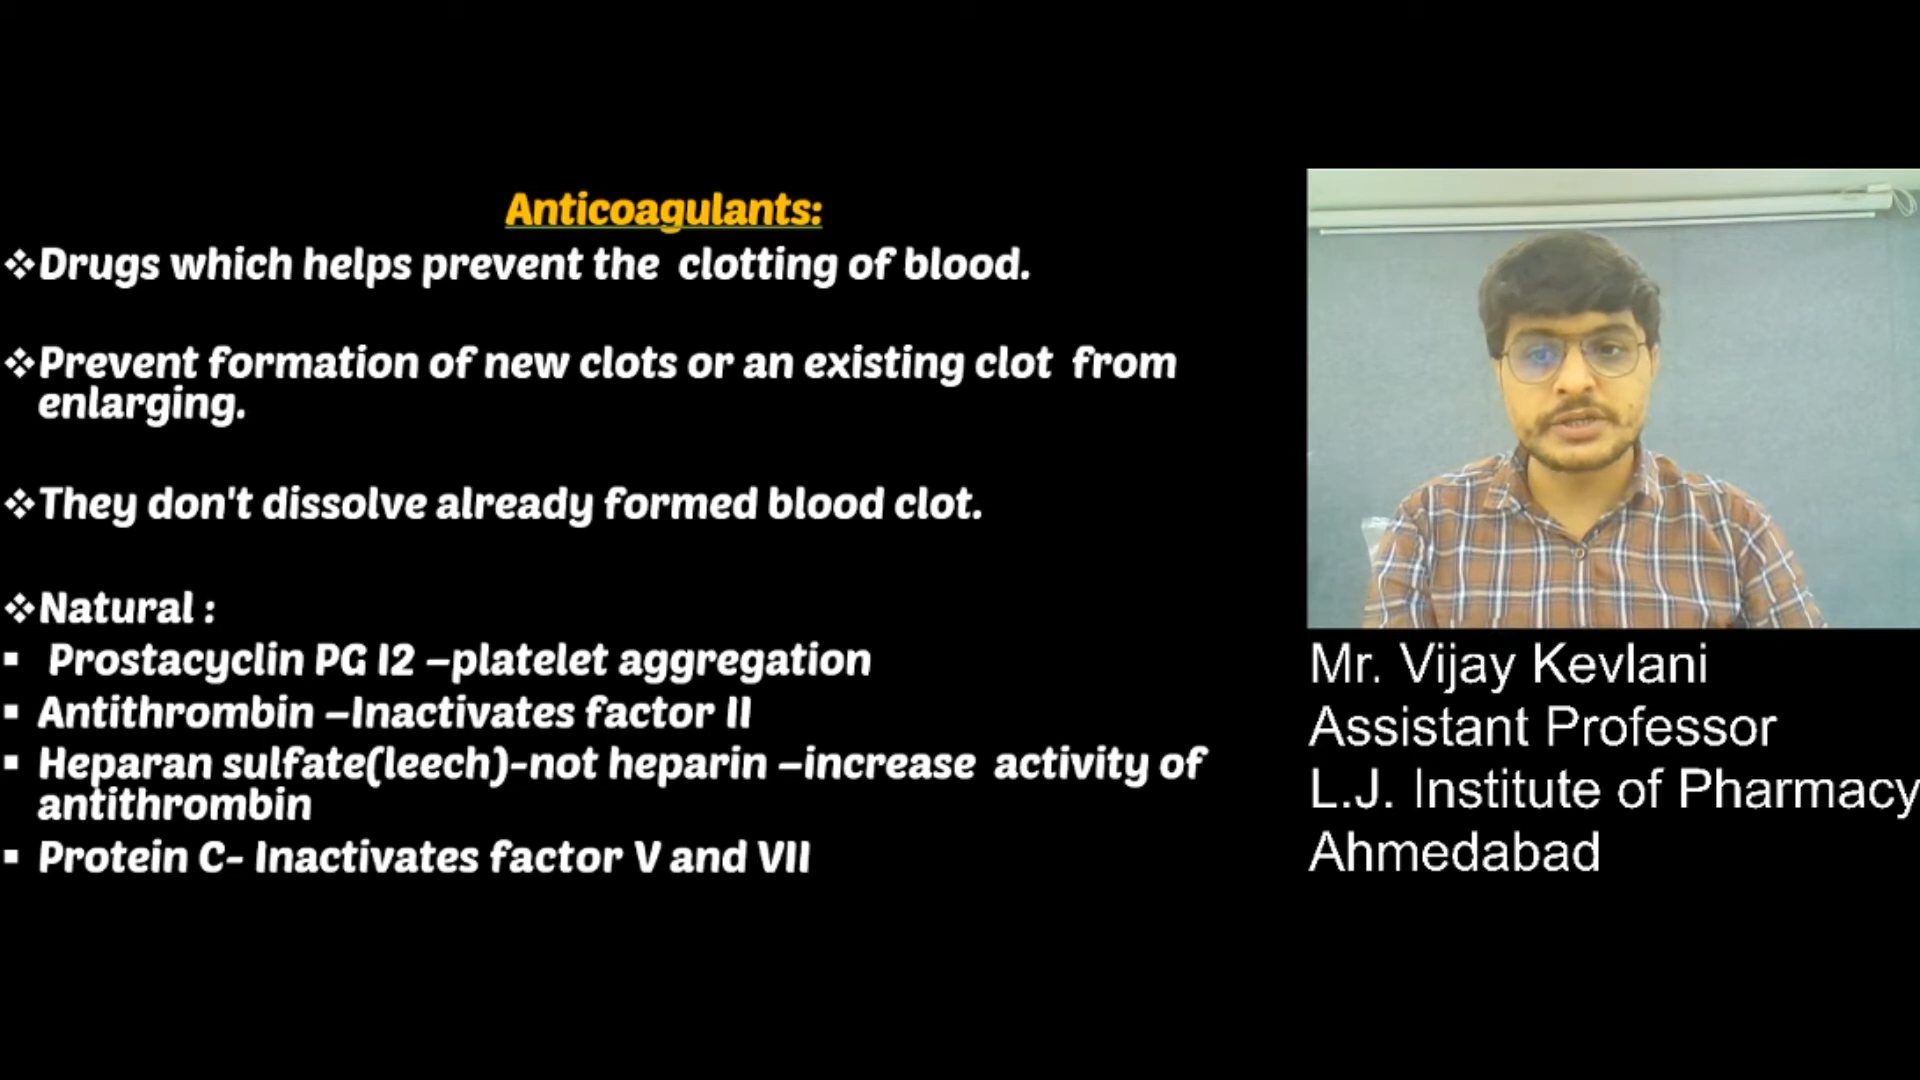 Anticoagulants:
❖Drugs which helps prevent the clotting of blood.
❖Prevent formation of new clots or an existing clot from
enlarging.
❖They don't dissolve already formed blood clot.
❖Natural :
▪ Prostacyclin PG I2 –platelet aggregation
▪ Antithrombin –Inactivates factor II
▪ Heparan sulfate(leech)-not heparin –increase activity of
antithrombin
▪ Protein C- Inactivates factor V and VII
Mr. Vijay Kevlani
Assistant Professor
L.J. Institute of Pharmacy
Ahmedabad